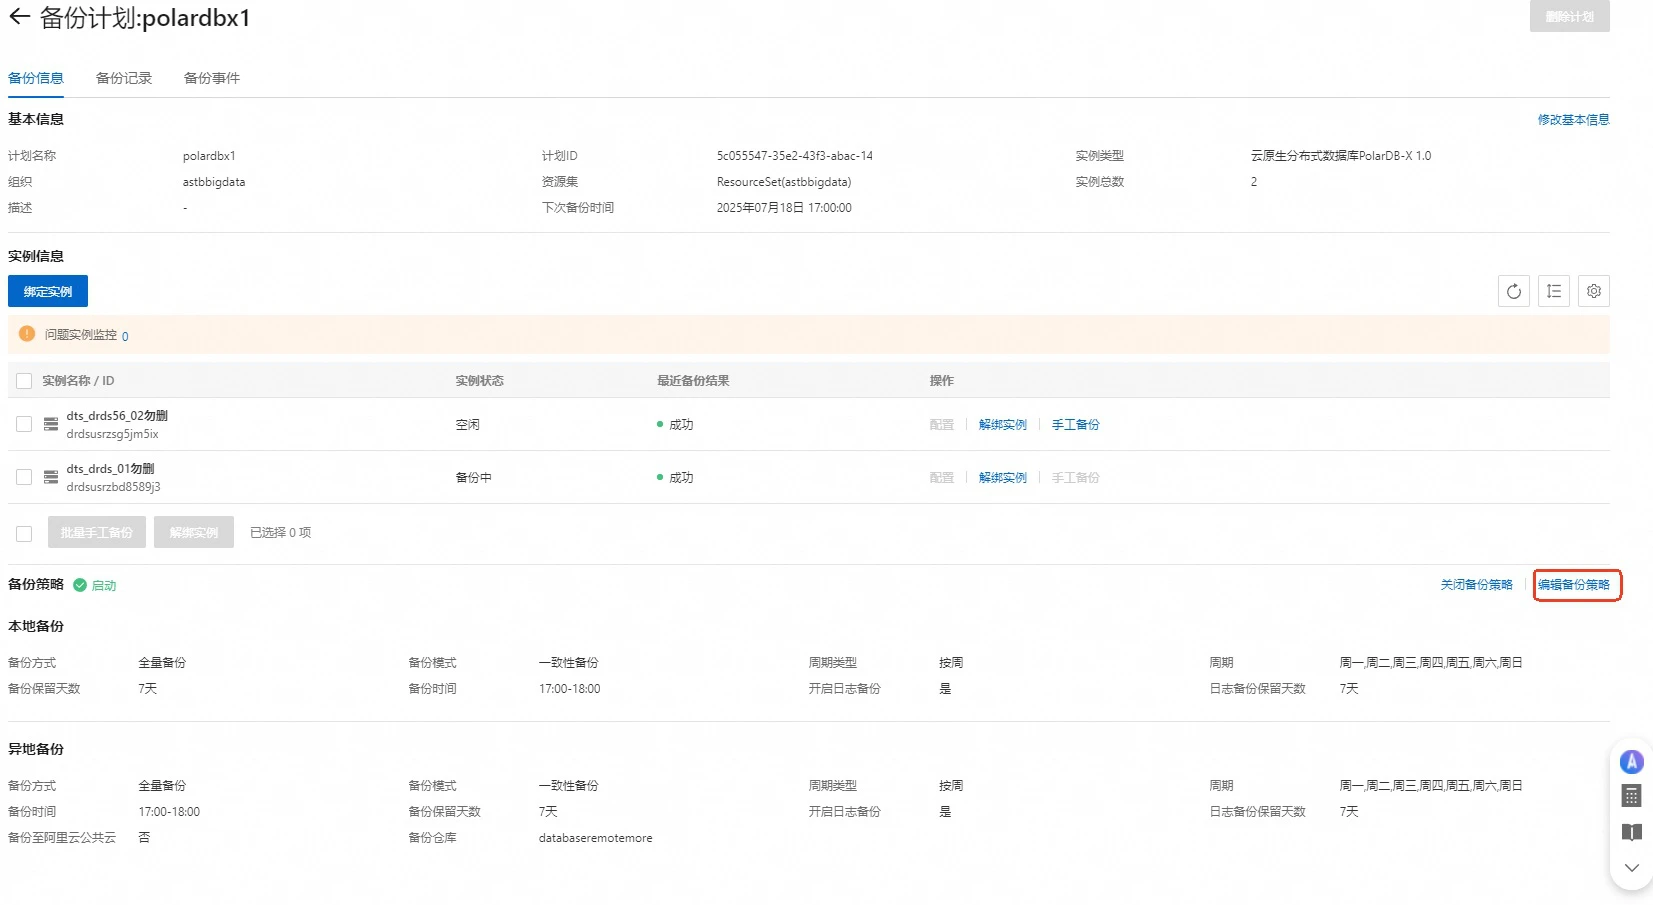 备份计划:polardbx1
删除计划
备份信息 备份记录 备份事件
基本信息 修改基本信息
计划名称 polardbx1 计划ID 5c055547-35e2-43f3-abac-14 实例类型 云原生分布式数据库PolarDB-X 1.0
组织 astbbigdata 资源集 ResourceSet(astbbigdata) 实例总数 2
描述 - 下次备份时间 2025年07月18日 17:00:00
实例信息
绑定实例
问题实例监控 0
实例名称 / ID 实例状态 最近备份结果 操作
dts_drds56_02勿删
drdsusrzsg5jm5ix
空闲 成功 配置 解绑实例 手工备份
dts_drds_01勿删
drdsusrzbd8589j3
备份中 成功 配置 解绑实例 手工备份
批量手工备份 解绑实例 已选择 0 项
备份策略 启动 关闭备份策略 编辑备份策略
本地备份
备份方式 全量备份 备份模式 一致性备份 周期类型 按周 周期 周一,周二,周三,周四,周五,周六,周日
备份保留天数 7天 备份时间 17:00-18:00 开启日志备份 是 日志备份保留天数 7天
异地备份
备份方式 全量备份 备份模式 一致性备份 周期类型 按周 周期 周一,周二,周三,周四,周五,周六,周日
备份时间 17:00-18:00 备份保留天数 7天 开启日志备份 是 日志备份保留天数 7天
备份至阿里云公共云 否 备份仓库 databaseremotemore